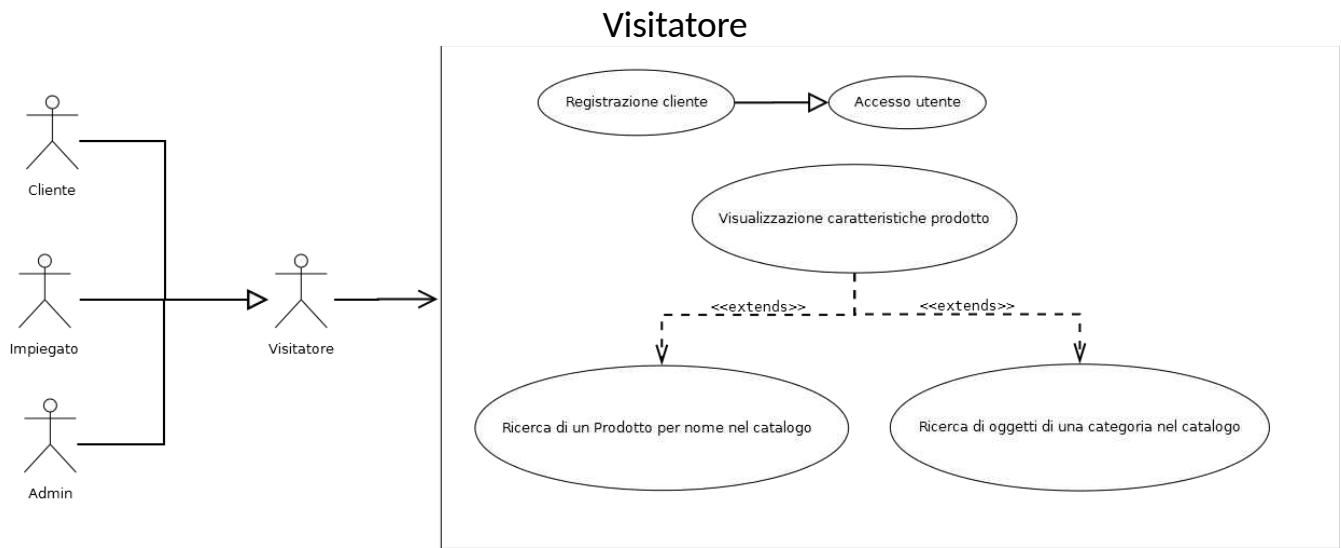 Visitatore
Registrazione cliente
Accesso utente
Cliente
Visualizzazione caratteristiche prodotto
<<extends>>
<<extends>>
Impiegato
Visitatore
Ricerca di un Prodotto per nome nel catalogo
Ricerca di oggetti di una categoria nel catalogo
Admin